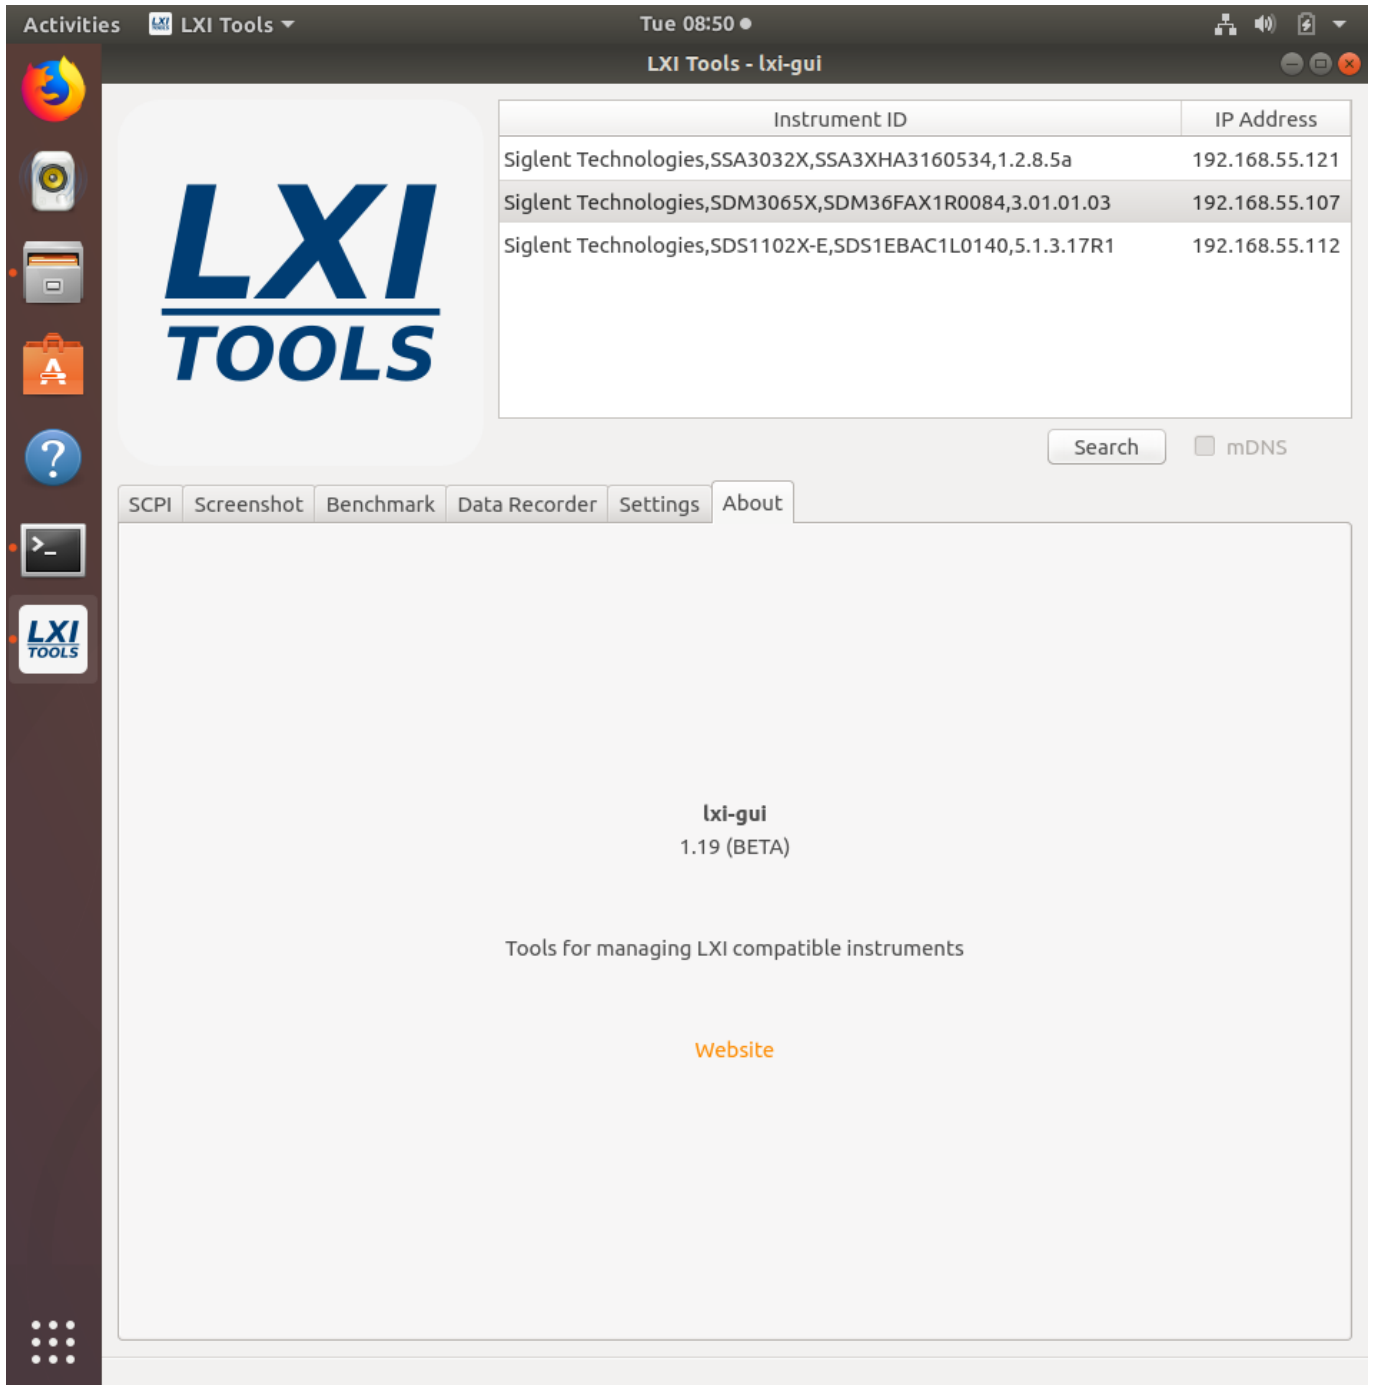 Activities LXI Tools Tue 08:50
LXI Tools - lxi-gui
LXI
TOOLS
Instrument ID IP Address
Siglent Technologies,SSA3032X,SSA3XHA3160534,1.2.8.5a 192.168.55.121
Siglent Technologies,SDM3065X,SDM36FAX1R0084,3.01.01.03 192.168.55.107
Siglent Technologies,SDS1102X-E,SDS1EBAC1L0140,5.1.3.17R1 192.168.55.112
Search mDNS
SCPI Screenshot Benchmark Data Recorder Settings About
LXI
TOOLS
lxi-gui
1.19 (BETA)
Tools for managing LXI compatible instruments
Website